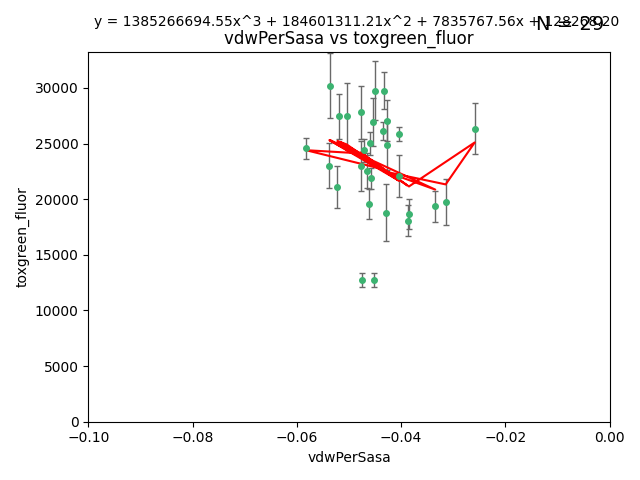 y = 1385266694.55x^3 + 184601311.21x^2 + 7835767.56x +
N = 29
vdwPerSasa vs toxgreen_fluor
30000
25000
20000
15000
10000
5000
0
toxgreen_fluor
−0.10 −0.08 −0.06 −0.04 −0.02 0.00
vdwPerSasa